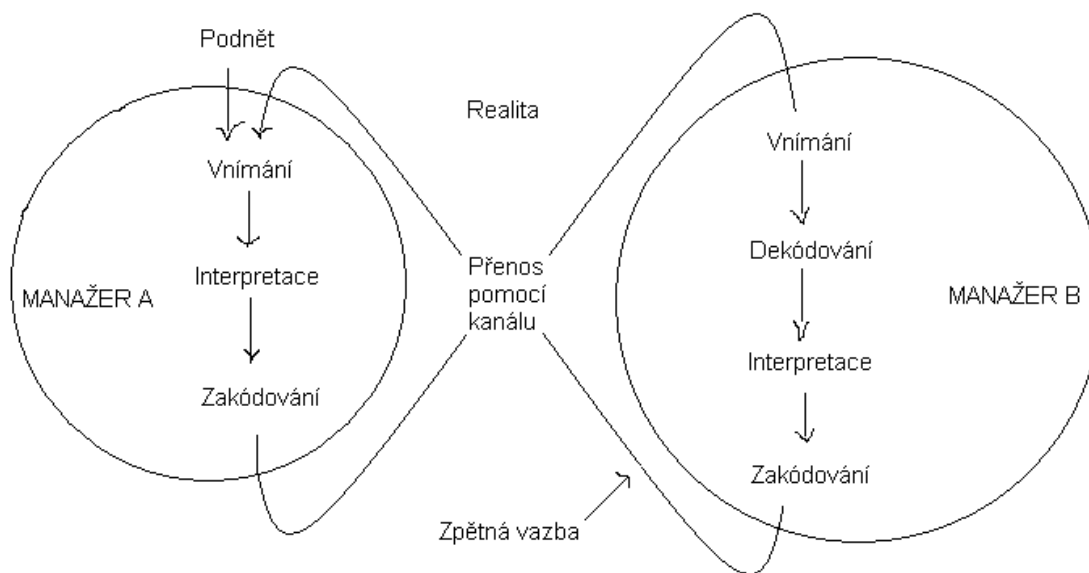 Podnět
Realita
Vnímání
Interpretace
MANAŽER A
Zakódování
Přenos
pomocí
kanálu
Vnímání
Dekódování
MANAŽER B
Interpretace
Zakódování
Zpětná vazba